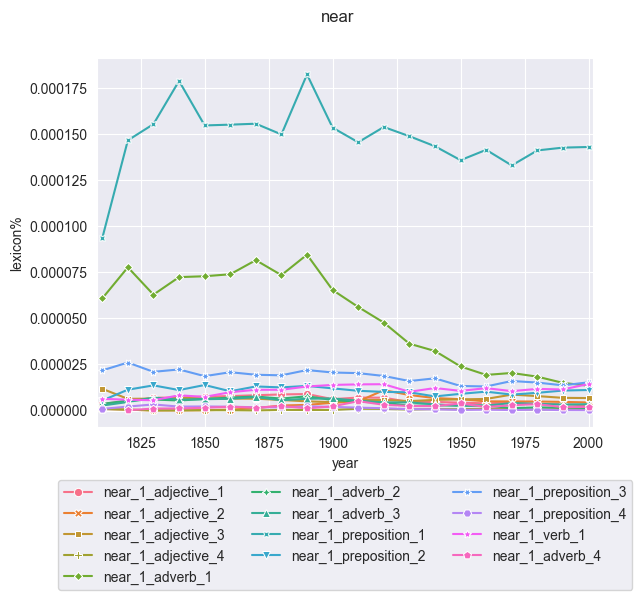 near
0.000175
0.000150
0.000125
0.000100
0.000075
0.000050
0.000025
0.000000
lexicon%
1825 1850 1875 1900 1925 1950 1975 2000
year
near_1_adjective_1 near_1_adverb_2 near_1_preposition_3
near_1_adjective_2 near_1_adverb_3 near_1_preposition_4
near_1_adjective_3 near_1_preposition_1 near_1_verb_1
near_1_adjective_4 near_1_preposition_2 near_1_adverb_4
near_1_adverb_1